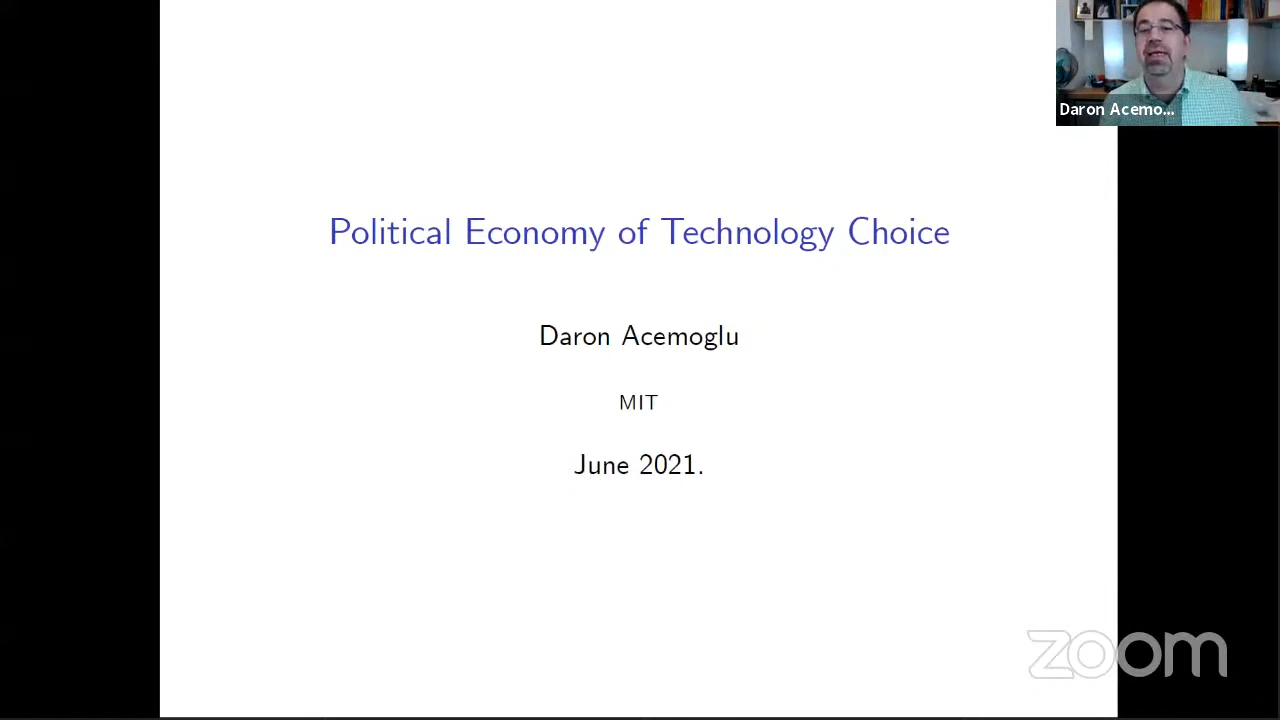 Daron Acemo...
Political Economy of Technology Choice
Daron Acemoglu
MIT
June 2021.
zoom